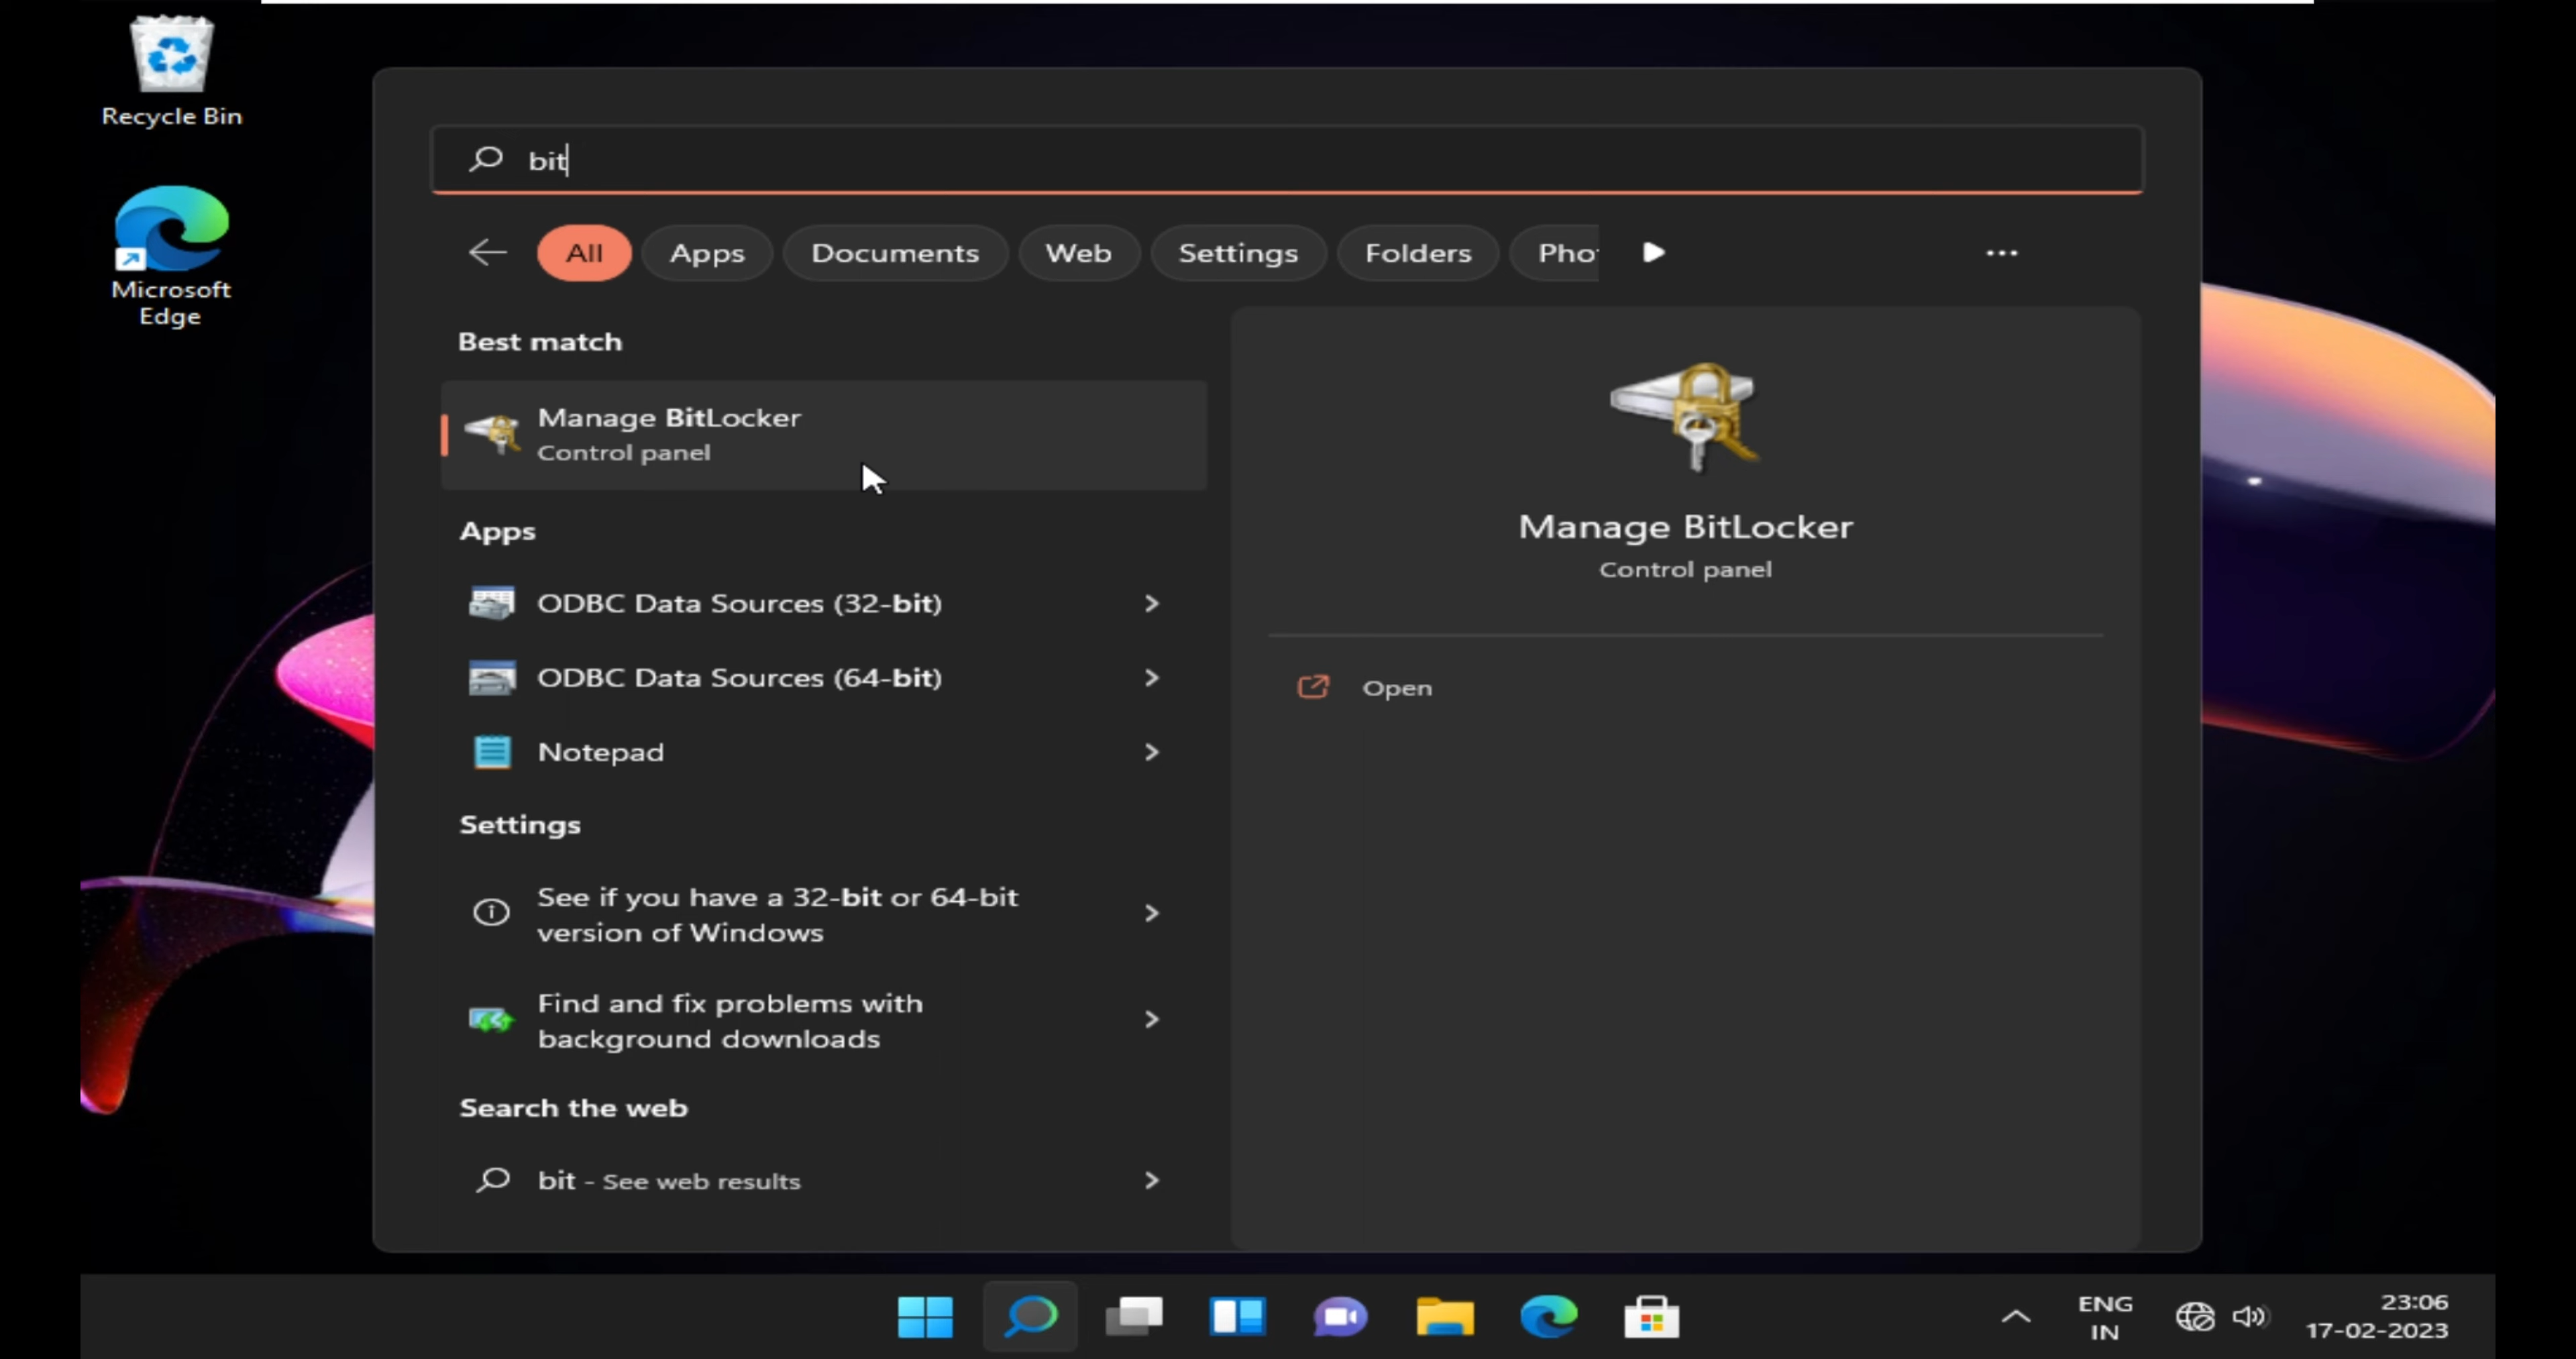 Recycle Bin
Microsoft
Edge
bit
All
Apps
Documents
Web
Settings
Folders
Pho
Best match
Manage BitLocker
Control panel
Apps
ODBC Data Sources (32-bit)
ODBC Data Sources (64-bit)
Notepad
Settings
See if you have a 32-bit or 64-bit
version of Windows
Find and fix problems with
background downloads
Search the web
bit - See web results
Manage BitLocker
Control panel
Open
ENG
IN
23:06
17-02-2023